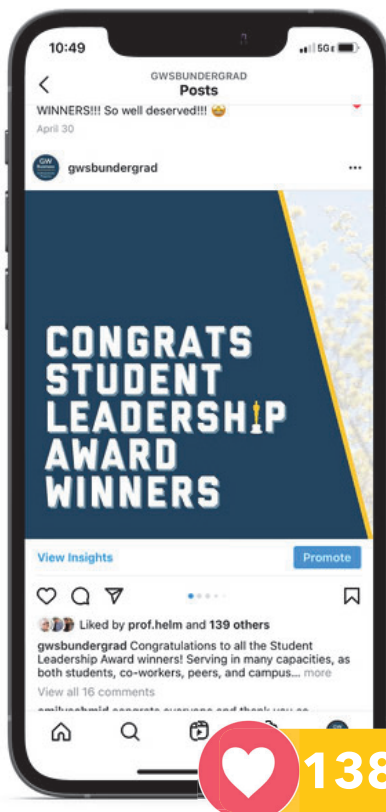 10:49
5GE
GWSBUNDERGRAD
Posts
WINNERS!!! So well deserved!!! 🤩
April 30
GW
gwsbundergrad
CONGRATS
STUDENT
LEADERSHIP
AWARD
WINNERS
View Insights
Promote
Liked by prof.helm and 139 others
gwsbundergrad Congratulations to all the Student
Leadership Award winners! Serving in many capacities, as
both students, co-workers, peers, and campus... more
View all 16 comments
138